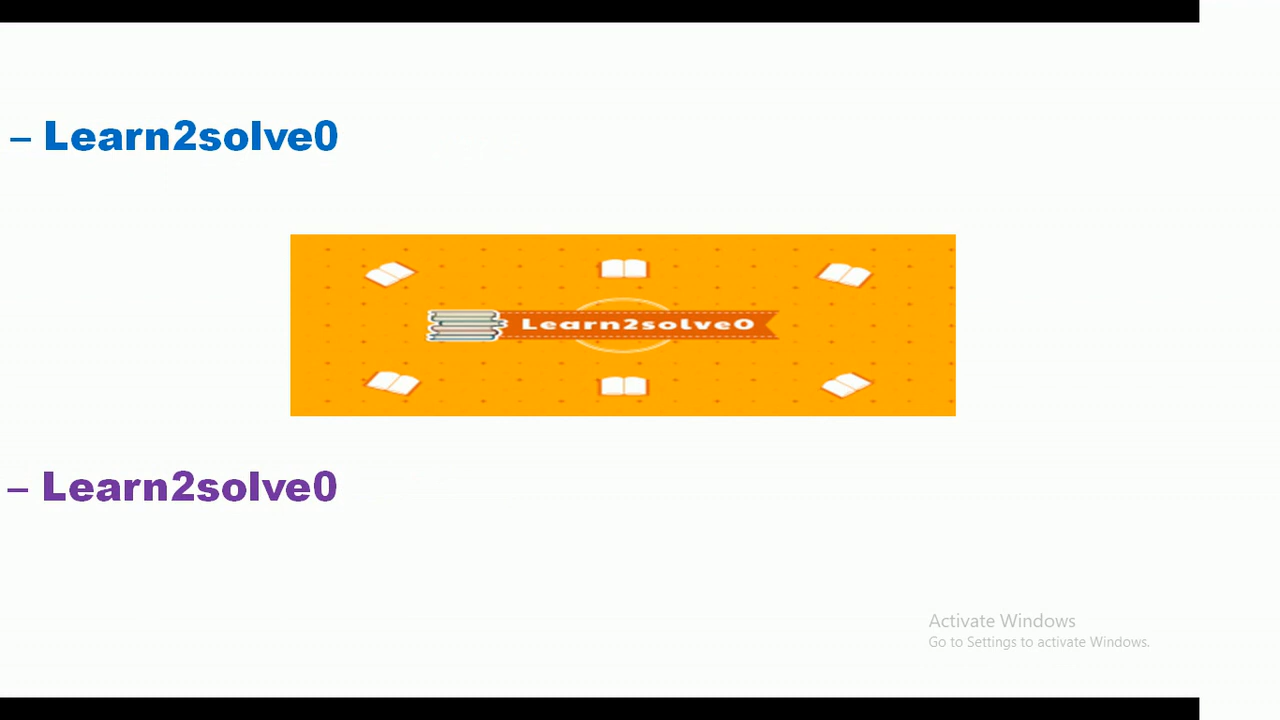 – Learn2solve0
Learn2solve0
– Learn2solve0
Activate Windows
Go to Settings to activate Windows.